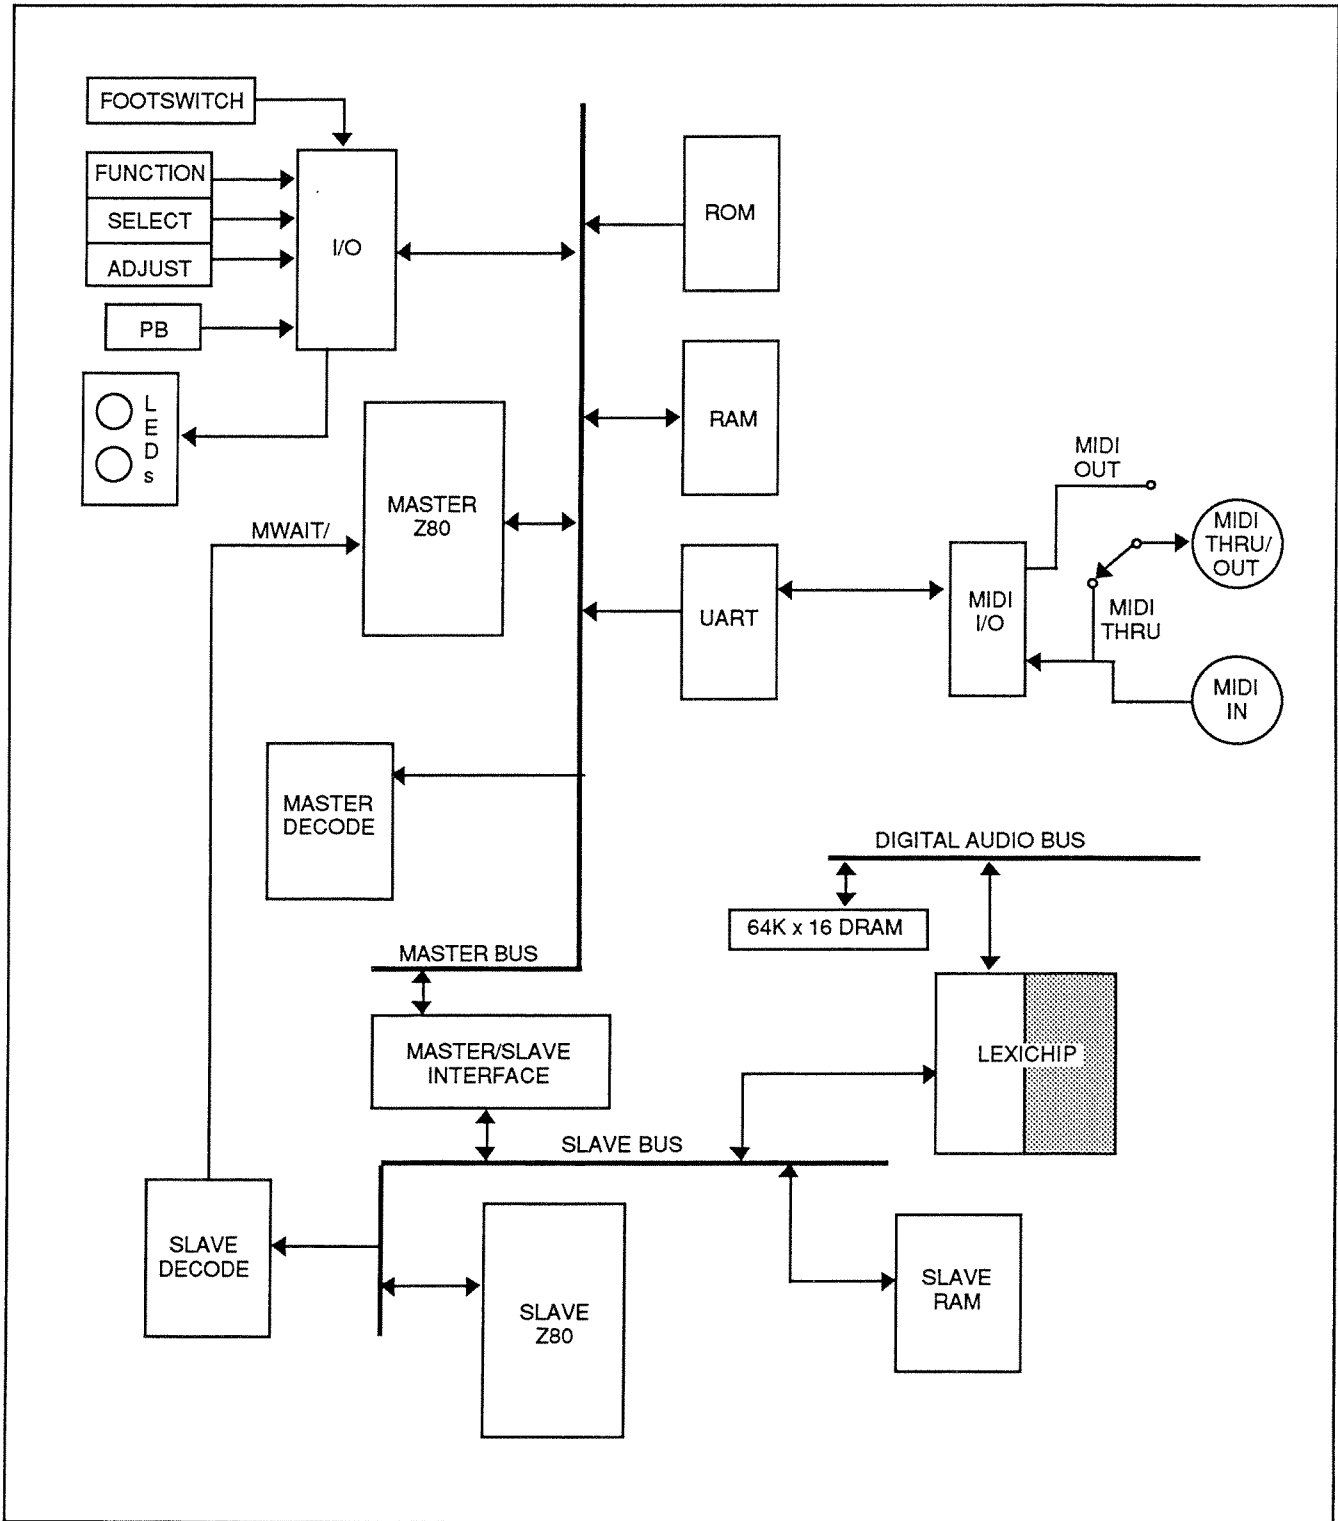 FOOTSWITCH
FUNCTION
SELECT
ADJUST
PB
I/O
LEDs
ROM
RAM
MASTER
Z80
MWAIT/
UART
MIDI
OUT
MIDI
THRU/
OUT
MIDI
I/O
MIDI
THRU
MIDI
IN
MASTER
DECODE
DIGITAL AUDIO BUS
64K x 16 DRAM
MASTER BUS
MASTER/SLAVE
INTERFACE
LEXICHIP
SLAVE BUS
SLAVE
DECODE
SLAVE
Z80
SLAVE
RAM